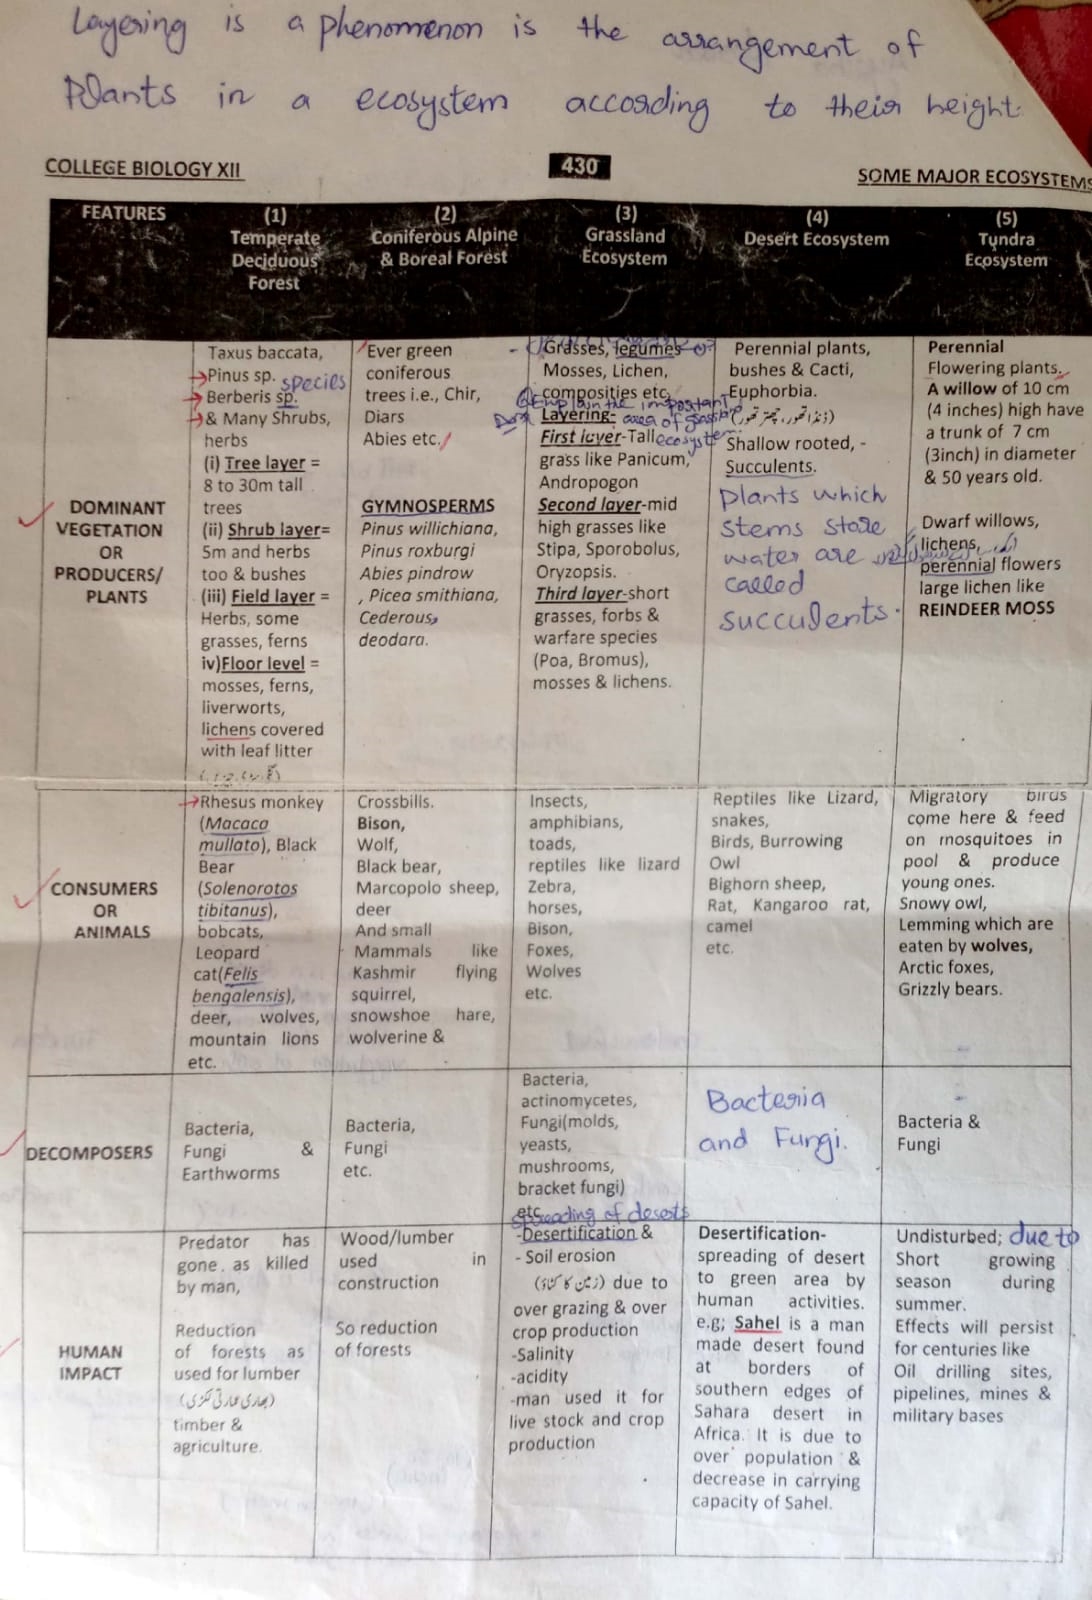 Layering is a phenomenon is the arrangement of
Plants in a ecosystem according to their height.
COLLEGE BIOLOGY XII
430
SOME MAJOR ECOSYSTEMS
FEATURES
(1)
Temperate
Deciduous
Forest
(2)
Coniferous Alpine
& Boreal Forest
(3)
Grassland
Ecosystem
(4)
Desert Ecosystem
(5)
Tundra
Ecosystem
DOMINANT
VEGETATION
OR
PRODUCERS/
PLANTS
Taxus baccata,
Pinus sp. species
Berberis sp.
& Many Shrubs,
herbs
(i) Tree layer =
8 to 30m tall
trees
(ii) Shrub layer=
5m and herbs
too & bushes
(iii) Field layer =
Herbs, some
grasses, ferns
iv)Floor level =
mosses, ferns,
liverworts,
lichens covered
with leaf litter
Ever green
coniferous
trees i.e., Chir,
Diars
Abies etc.
GYMNOSPERMS
Pinus willichiana,
Pinus roxburgi
Abies pindrow
, Picea smithiana,
Cederous,
deodara.
Grasses, legumes
Mosses, Lichen,
composities etc,
Explain the important
Layering- area of
First layer-Tall ecosystem
grass like Panicum,
Andropogon
Second layer-mid
high grasses like
Stipa, Sporobolus,
Oryzopsis.
Third layer-short
grasses, forbs &
warfare species
(Poa, Bromus),
mosses & lichens.
Perennial plants,
bushes & Cacti,
Euphorbia.
Shallow rooted, -
Succulents.
Plants which
stems store
water are
called
succulents.
Perennial
Flowering plants.
A willow of 10 cm
(4 inches) high have
a trunk of 7 cm
(3inch) in diameter
& 50 years old.
Dwarf willows,
lichens,
perennial flowers
large lichen like
REINDEER MOSS
CONSUMERS
OR
ANIMALS
Rhesus monkey
(Macaca
mullato), Black
Bear
(Solenorotos
tibitanus),
bobcats,
Leopard
cat(Felis
bengalensis),
deer, wolves,
mountain lions
etc.
Crossbills.
Bison,
Wolf,
Black bear,
Marcopolo sheep,
deer
And small
Mammals like
Kashmir flying
squirrel,
snowshoe hare,
wolverine &
Insects,
amphibians,
toads,
reptiles like lizard
Zebra,
horses,
Bison,
Foxes,
Wolves
etc.
Reptiles like Lizard,
snakes,
Birds, Burrowing
Owl
Bighorn sheep,
Rat, Kangaroo rat,
camel
etc.
Migratory birds
come here & feed
on mosquitoes in
pool & produce
young ones.
Snowy owl,
Lemming which are
eaten by wolves,
Arctic foxes,
Grizzly bears.
DECOMPOSERS
Bacteria,
Fungi &
Earthworms
Bacteria,
Fungi
etc.
Bacteria,
actinomycetes,
Fungi(molds,
yeasts,
mushrooms,
bracket fungi)
etc
Bacteria
and Fungi.
Bacteria &
Fungi
HUMAN
IMPACT
Predator has
gone. as killed
by man,
Reduction
of forests as
used for lumber
timber &
agriculture.
Wood/lumber
used in
construction
So reduction
of forests
spreading of deserts
-Desertification &
- Soil erosion
(زمین کا کٹاؤ) due to
over grazing & over
crop production
-Salinity
-acidity
-man used it for
live stock and crop
production
Desertification-
spreading of desert
to green area by
human activities.
e.g; Sahel is a man
made desert found
at borders of
southern edges of
Sahara desert in
Africa. It is due to
over population &
decrease in carrying
capacity of Sahel.
Undisturbed; due to
Short growing
season during
summer.
Effects will persist
for centuries like
Oil drilling sites,
pipelines, mines &
military bases